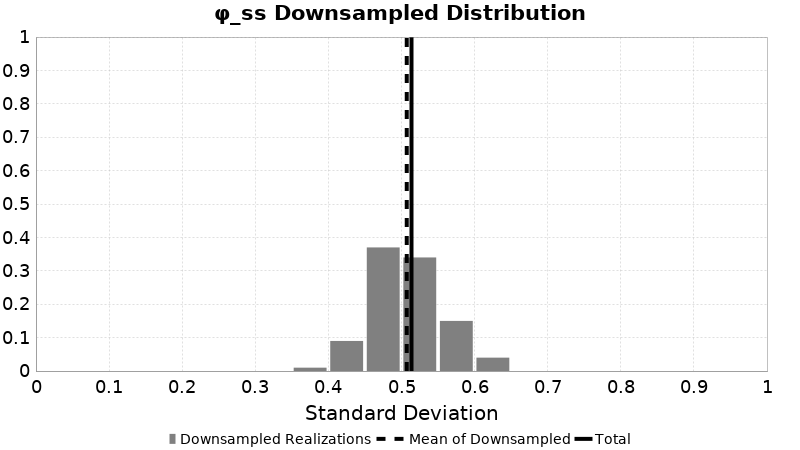 φ_ss Downsampled Distribution
1
0.9
0.8
0.7
0.6
0.5
0.4
0.3
0.2
0.1
0
0 0.1 0.2 0.3 0.4 0.5 0.6 0.7 0.8 0.9 1
Standard Deviation
Downsampled Realizations Mean of Downsampled Total